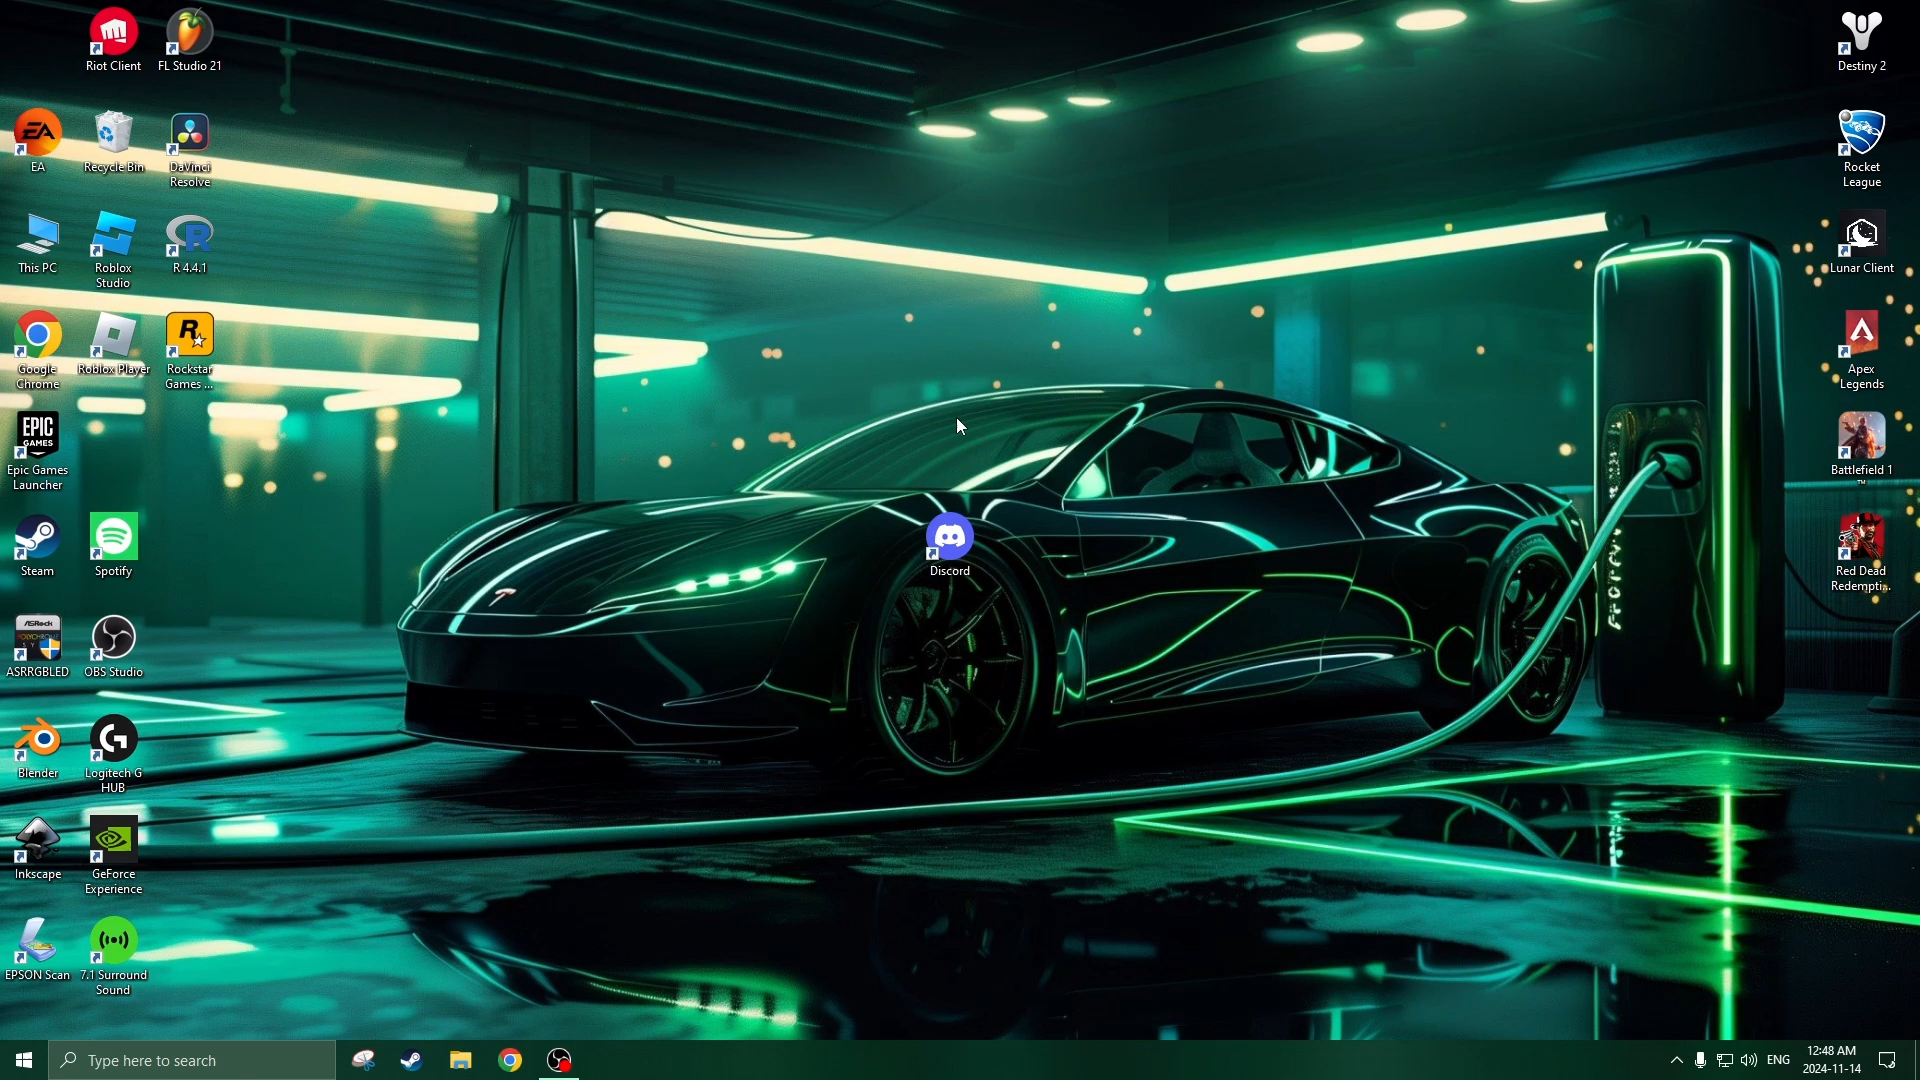 Riot Client
FL Studio 21
Destiny 2
EA
Recycle Bin
DaVinci
Resolve
Rocket
League
This PC
Roblox
Studio
R 4.4.1
Lunar Client
Google
Chrome
Roblox Player
Rockstar
Games ...
Apex
Legends
EPIC
GAMES
Epic Games
Launcher
Battlefield 1
™
Steam
Spotify
Discord
Red Dead
Redempti...
ASRock
ASRRGBLED
OBS Studio
Blender
Logitech G
HUB
Inkscape
GeForce
Experience
EPSON Scan
7.1 Surround
Sound
Type here to search
ENG
12:48 AM
2024-11-14